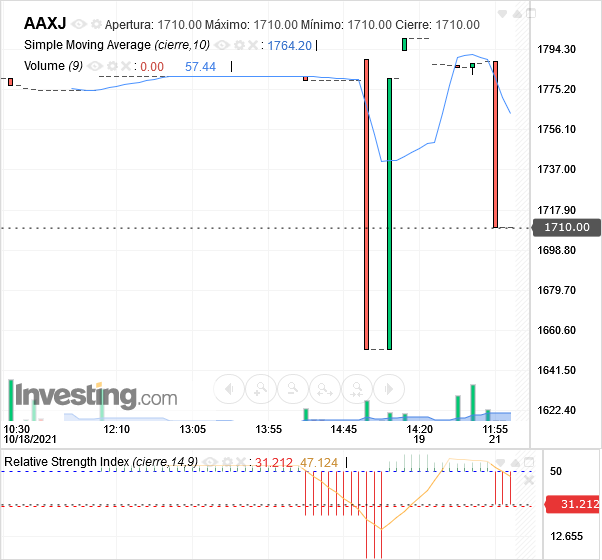 AAXJ Apertura: 1710.00 Máximo: 1710.00 Mínimo: 1710.00 Cierre: 1710.00
Simple Moving Average (cierre,10) : 1764.20
Volume (9) : 0.00 57.44
1794.30
1775.20
1756.10
1737.00
1717.90
1710.00
1698.80
1679.70
1660.60
1641.50
1622.40
Investing.com
10:30 12:10 13:05 13:55 14:45 14:20 11:55
10/18/2021 19 21
Relative Strength Index (cierre,14,9) : 31.212 47.124
50
31.212
12.655